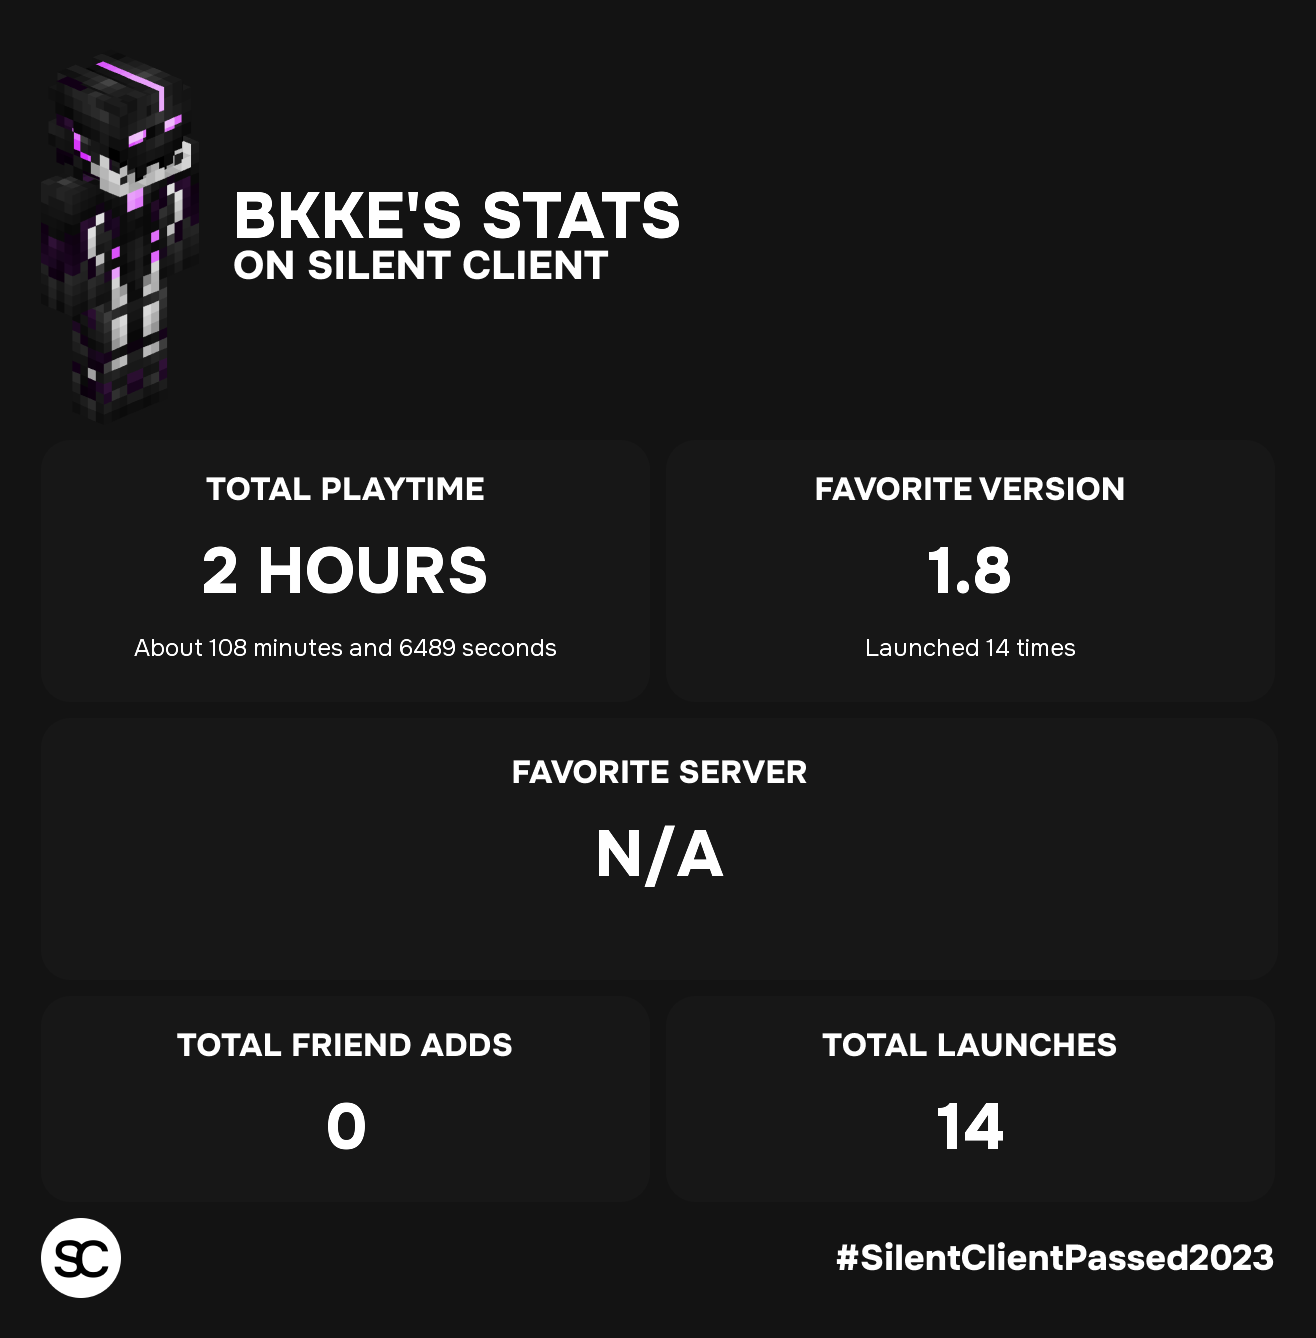 BKKE'S STATS
ON SILENT CLIENT
TOTAL PLAYTIME
2 HOURS
About 108 minutes and 6489 seconds
FAVORITE VERSION
1.8
Launched 14 times
FAVORITE SERVER
N/A
TOTAL FRIEND ADDS
0
TOTAL LAUNCHES
14
SC
#SilentClientPassed2023